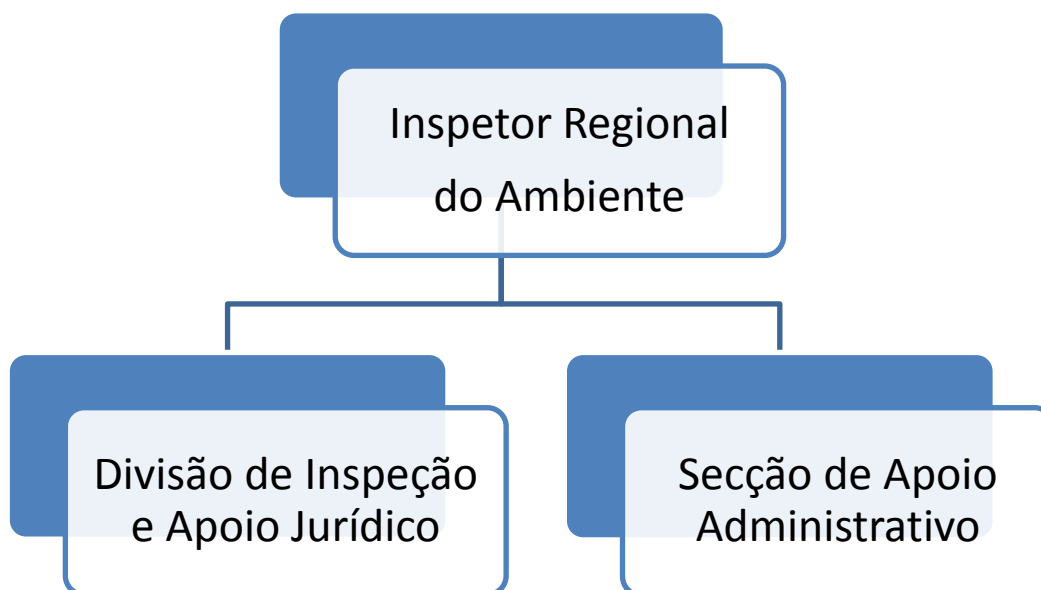 Inspetor Regional
do Ambiente
Divisão de Inspeção
e Apoio Jurídico
Secção de Apoio
Administrativo